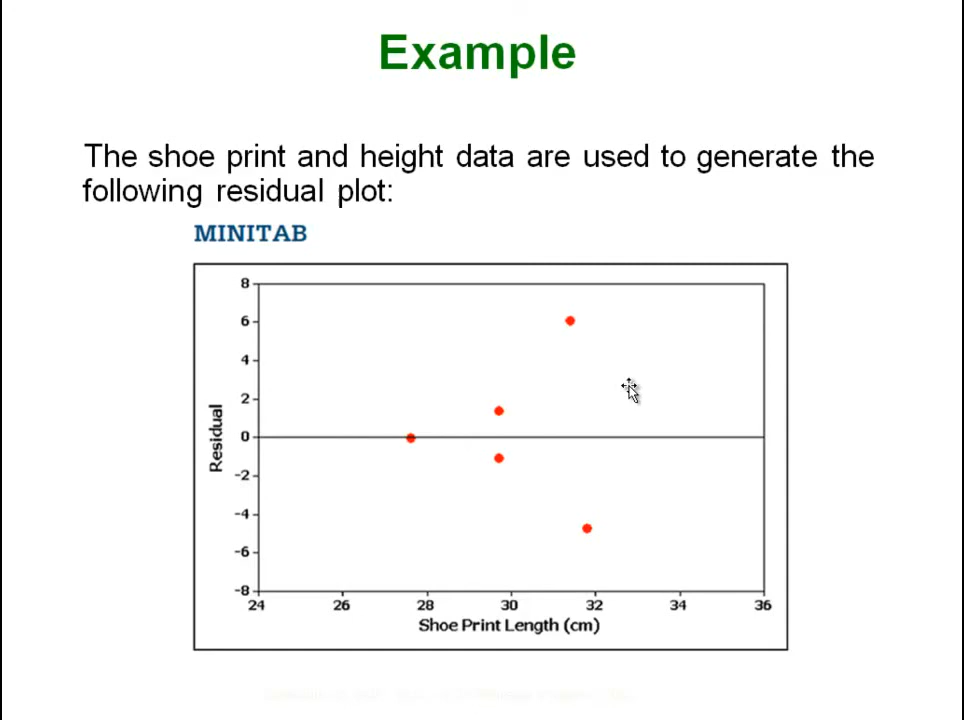 Example
The shoe print and height data are used to generate the
following residual plot:
MINITAB
8
6
4
2
0
-2
-4
-6
-8
Residual
24 26 28 30 32 34 36
Shoe Print Length (cm)